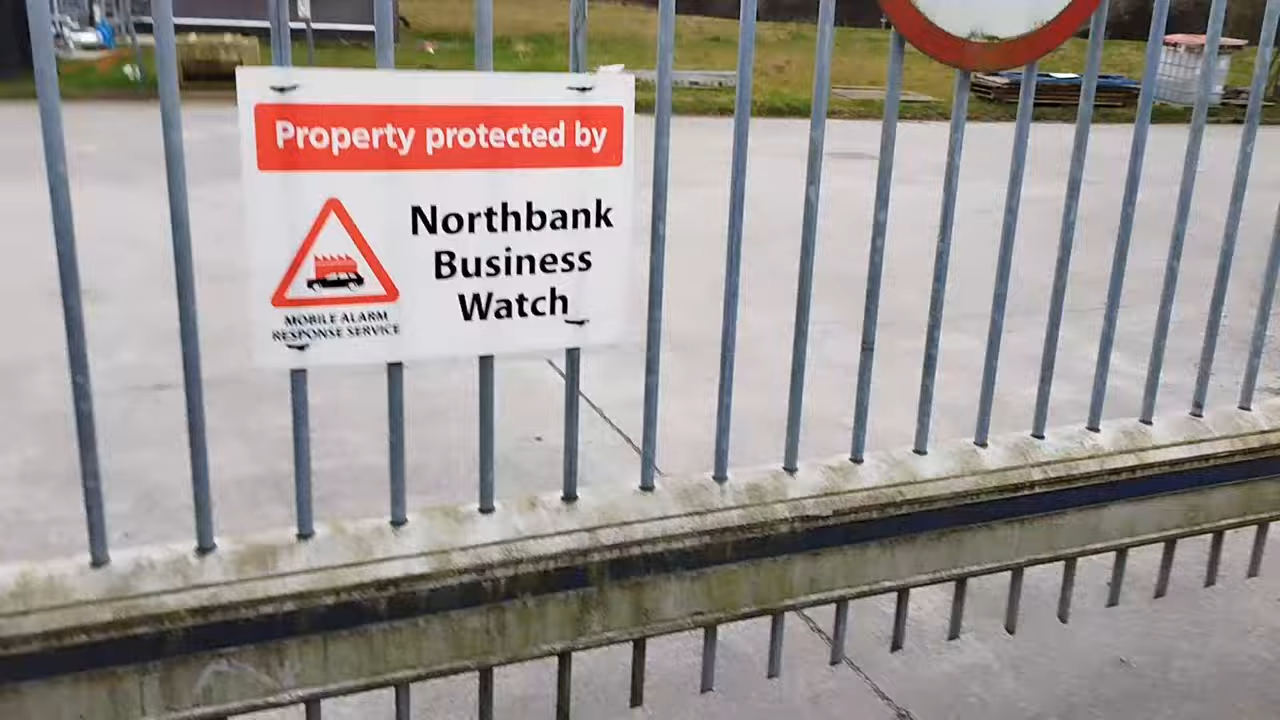 Property protected by
Northbank
Business
Watch
MOBILE ALARM
RESPONSE SERVICE